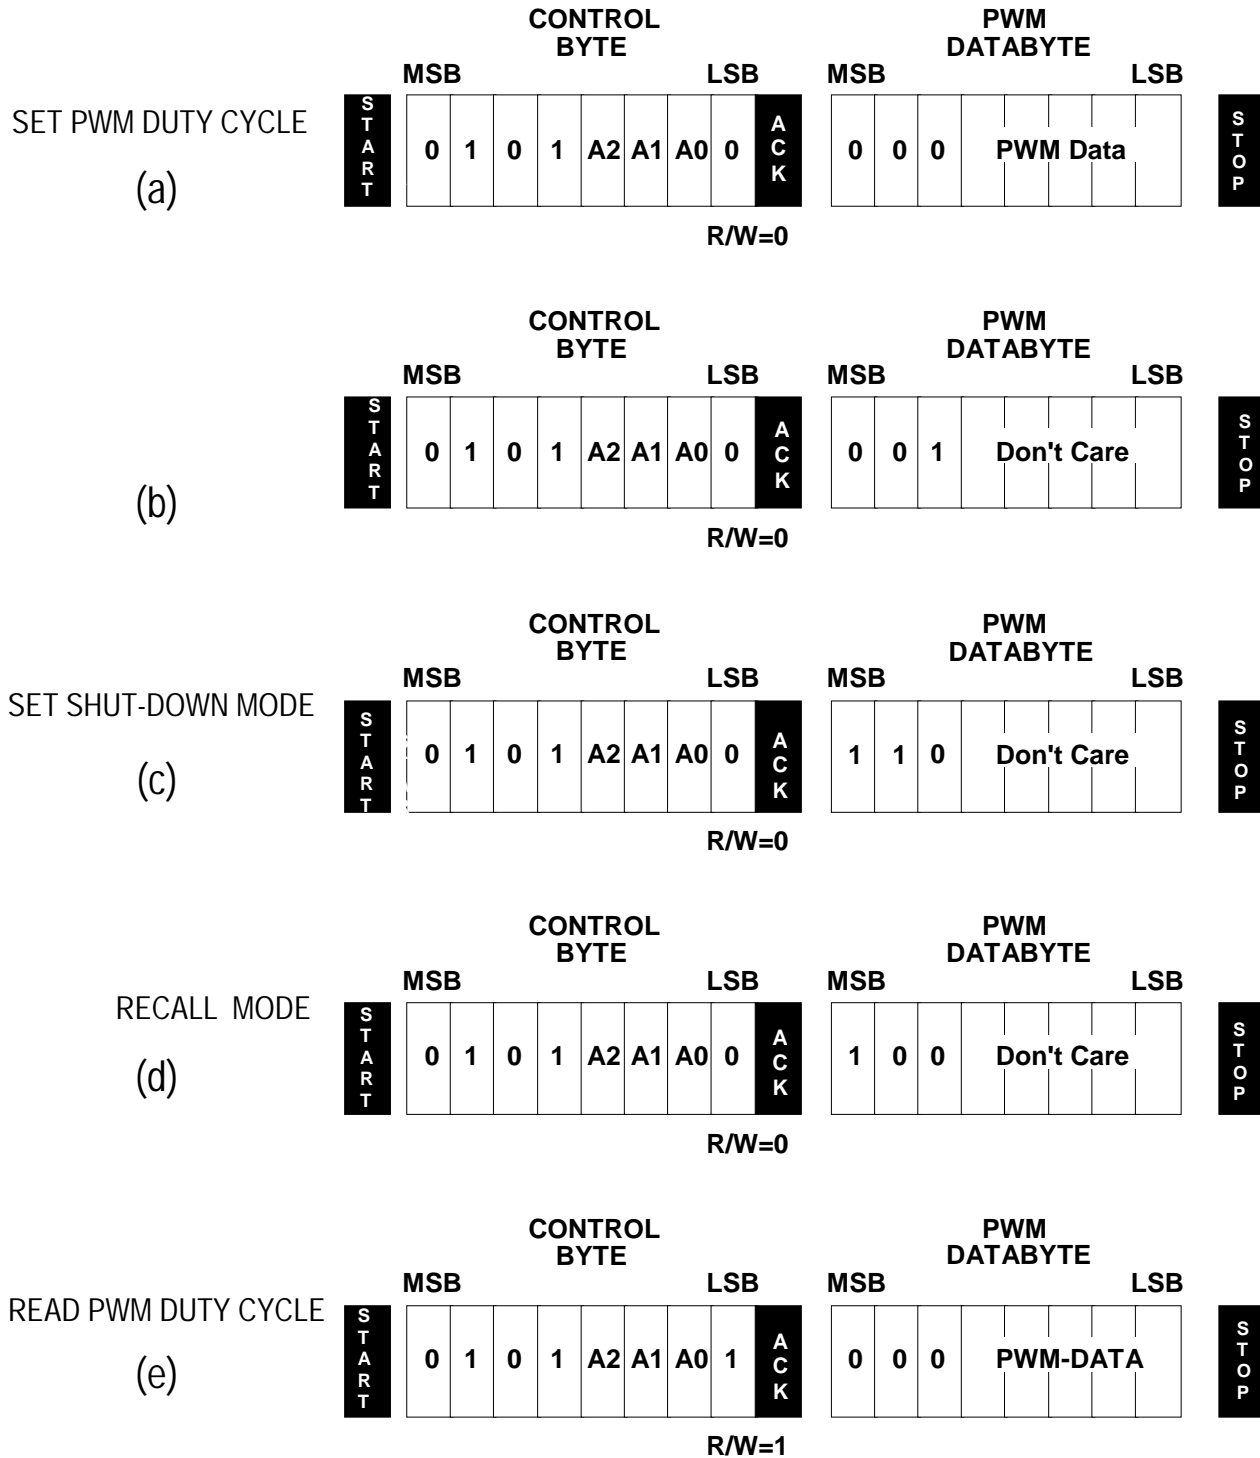 CONTROL BYTE
PWM DATABYTE
MSB LSB MSB LSB
SET PWM DUTY CYCLE
(a)
START 0 1 0 1 A2 A1 A0 0 ACK 0 0 0 PWM Data STOP
R/W=0
CONTROL BYTE
PWM DATABYTE
MSB LSB MSB LSB
(b)
START 0 1 0 1 A2 A1 A0 0 ACK 0 0 1 Don't Care STOP
R/W=0
CONTROL BYTE
PWM DATABYTE
MSB LSB MSB LSB
SET SHUT-DOWN MODE
(c)
START 0 1 0 1 A2 A1 A0 0 ACK 1 1 0 Don't Care STOP
R/W=0
CONTROL BYTE
PWM DATABYTE
MSB LSB MSB LSB
RECALL MODE
(d)
START 0 1 0 1 A2 A1 A0 0 ACK 1 0 0 Don't Care STOP
R/W=0
CONTROL BYTE
PWM DATABYTE
MSB LSB MSB LSB
READ PWM DUTY CYCLE
(e)
START 0 1 0 1 A2 A1 A0 1 ACK 0 0 0 PWM-DATA STOP
R/W=1